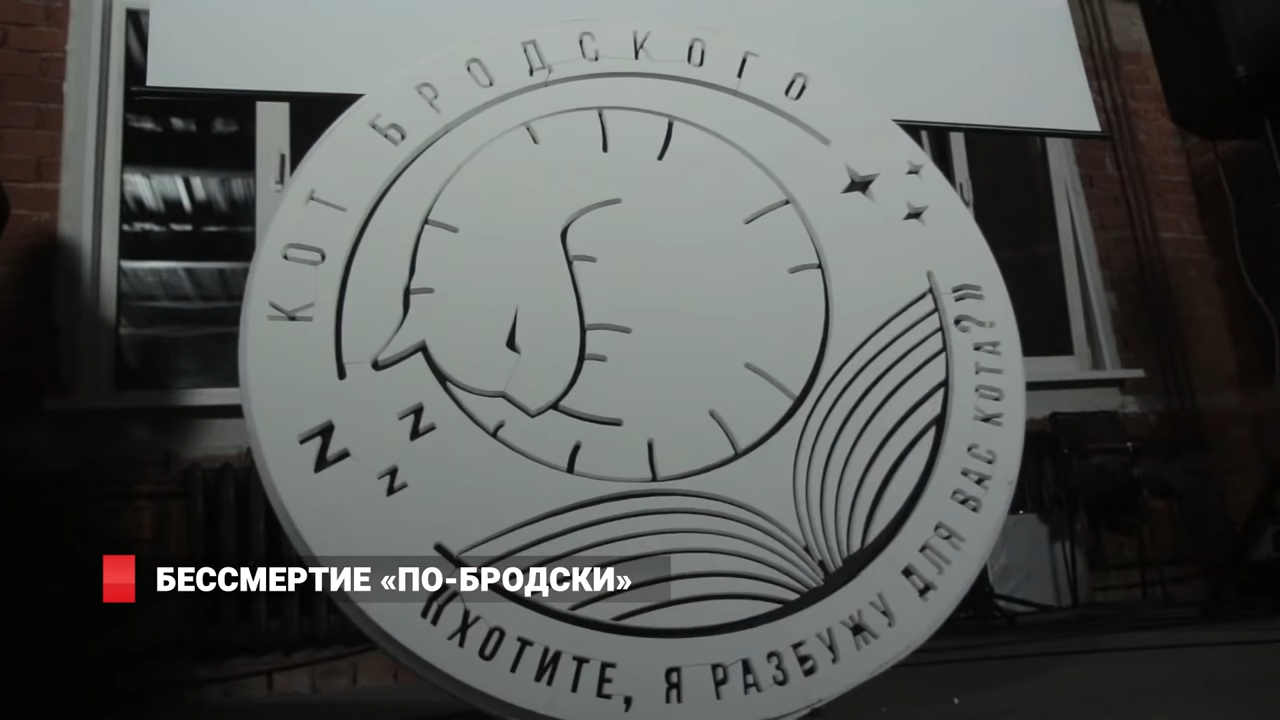 КОТ БРОДСКОГО
Z Z Z
«ХОТИТЕ, Я РАЗБУЖУ ДЛЯ ВАС КОТА?»
БЕССМЕРТИЕ «ПО-БРОДСКИ»